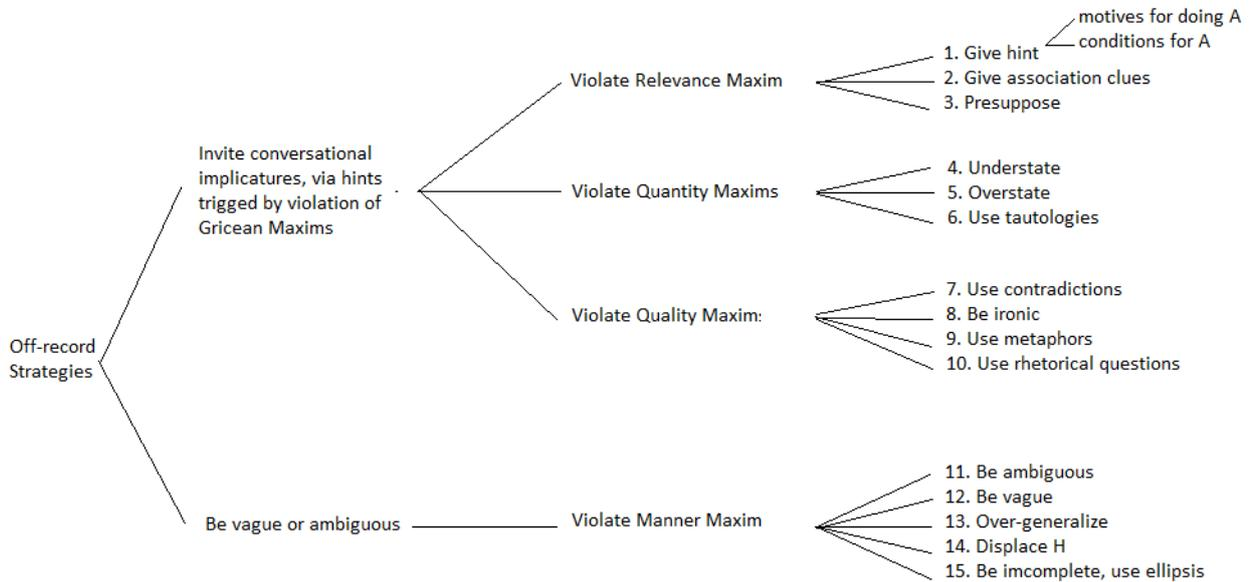 motives for doing A
conditions for A
1. Give hint
2. Give association clues
3. Presuppose
Violate Relevance Maxim
Invite conversational
implicatures, via hints
trigged by violation of
Gricean Maxims
Violate Quantity Maxims
4. Understate
5. Overstate
6. Use tautologies
Violate Quality Maxim:
7. Use contradictions
8. Be ironic
9. Use metaphors
10. Use rhetorical questions
Off-record
Strategies
Be vague or ambiguous
Violate Manner Maxim
11. Be ambiguous
12. Be vague
13. Over-generalize
14. Displace H
15. Be imcomplete, use ellipsis